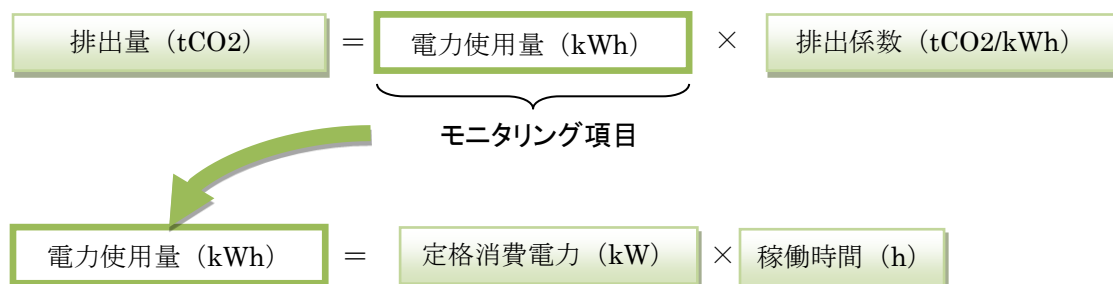 排出量（tCO2） = 電力使用量（kWh） × 排出係数（tCO2/kWh）
モニタリング項目
電力使用量（kWh） = 定格消費電力（kW） × 稼働時間（h）